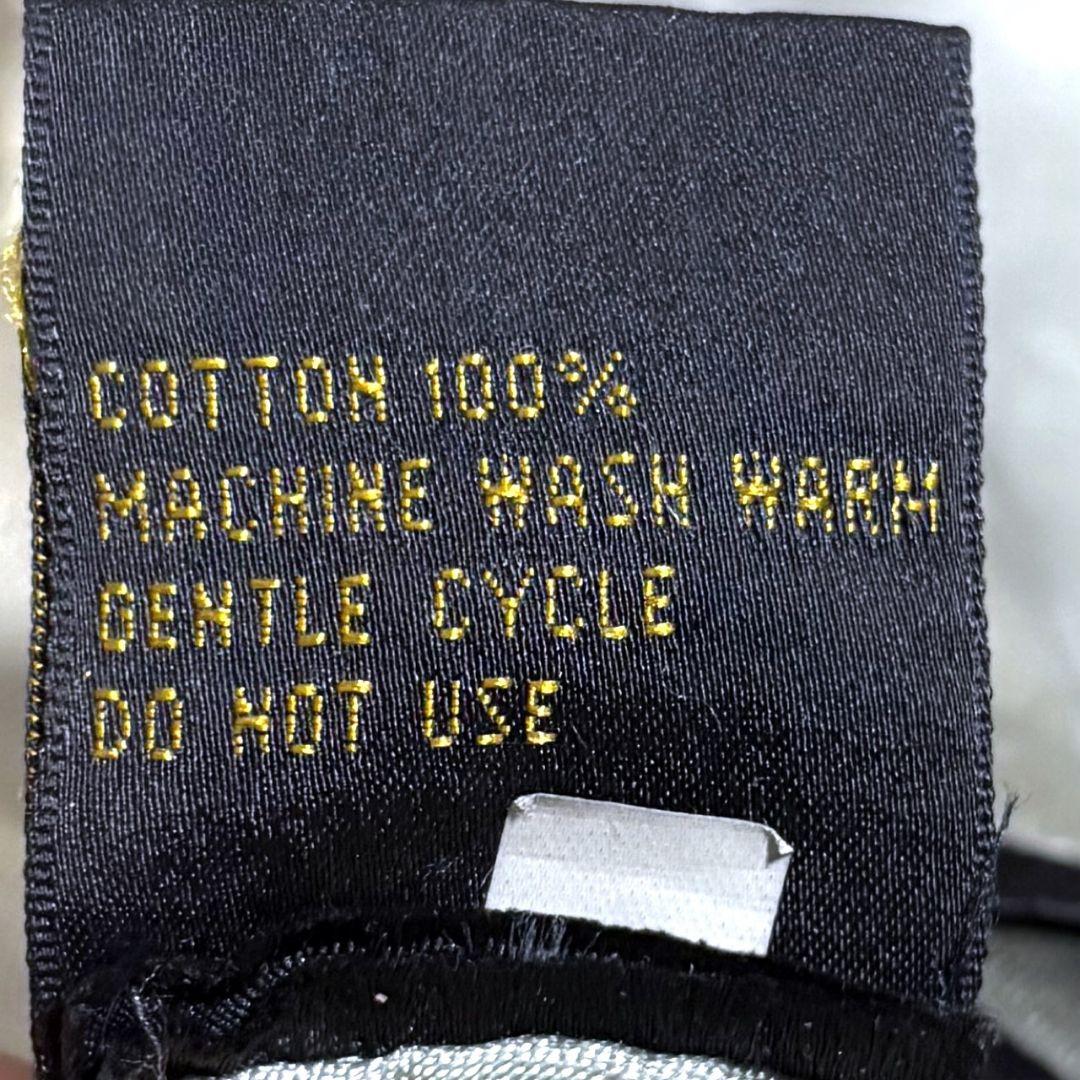 COTTON 100%
MACHINE WASH WARM
GENTLE CYCLE
DO NOT USE